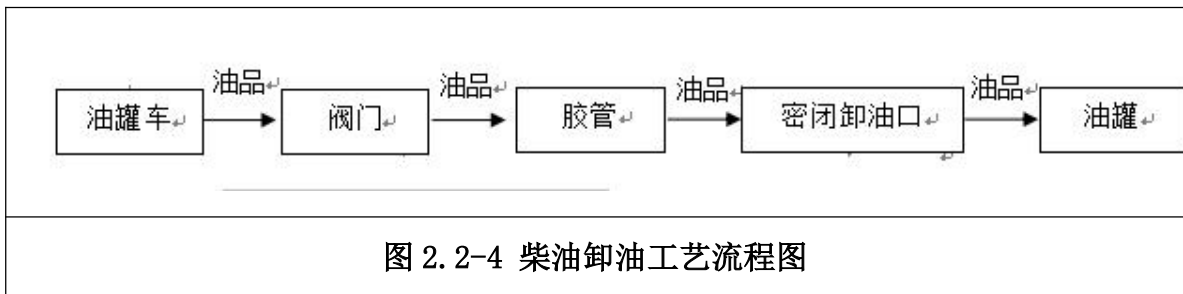 油品 油品 油品 油品
油罐车 阀门 胶管 密闭卸油口 油罐
图 2.2-4 柴油卸油工艺流程图